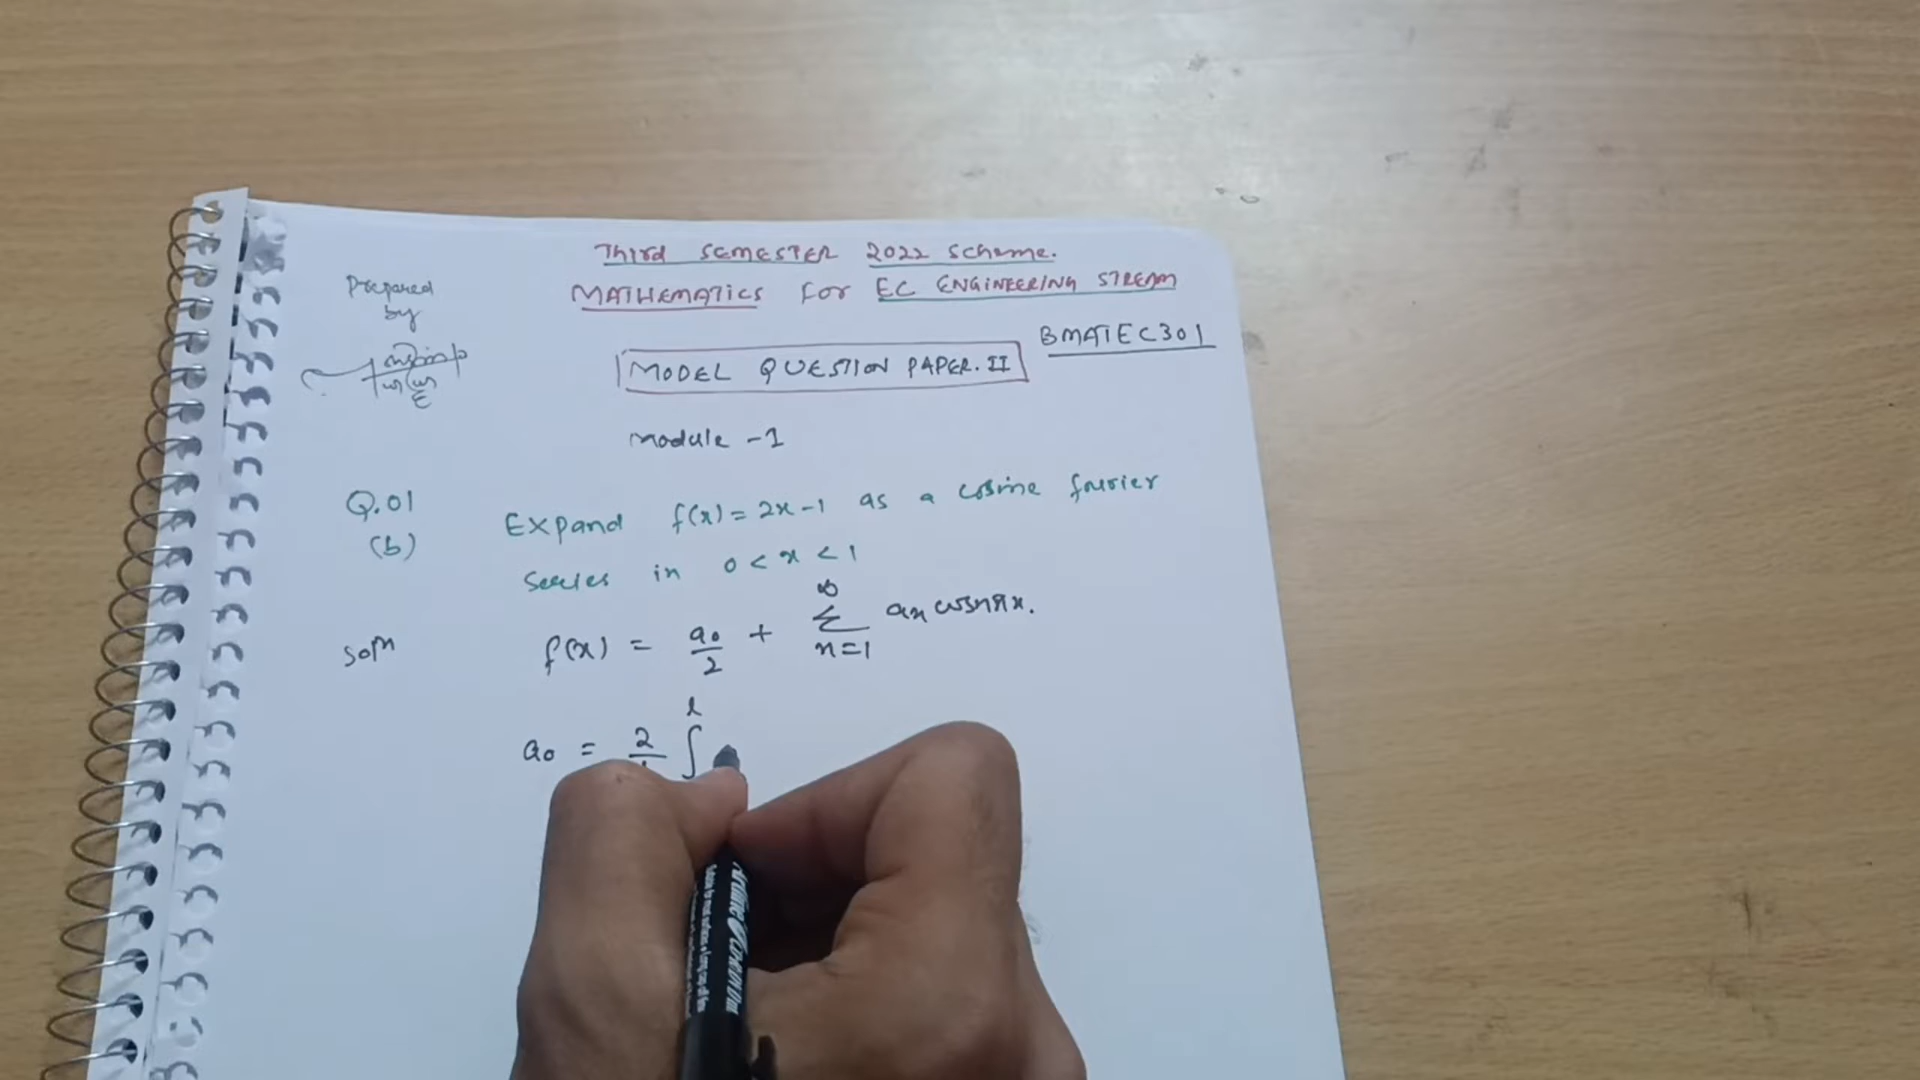 Third SEMESTER 2022 Scheme.
MATHEMATICS For EC ENGINEERING STREAM
Prepared
by
BMATEC301
MODEL QUESTION PAPER. II
Module -1
Q.01
(b)
Expand f(x) = 2x-1 as a cosine fourier
series in 0 < x < 1
Soln
f(x) = a₀/2 + ∞ Σ n=1 an cosnπx.
a₀ = 2/ ∫ l